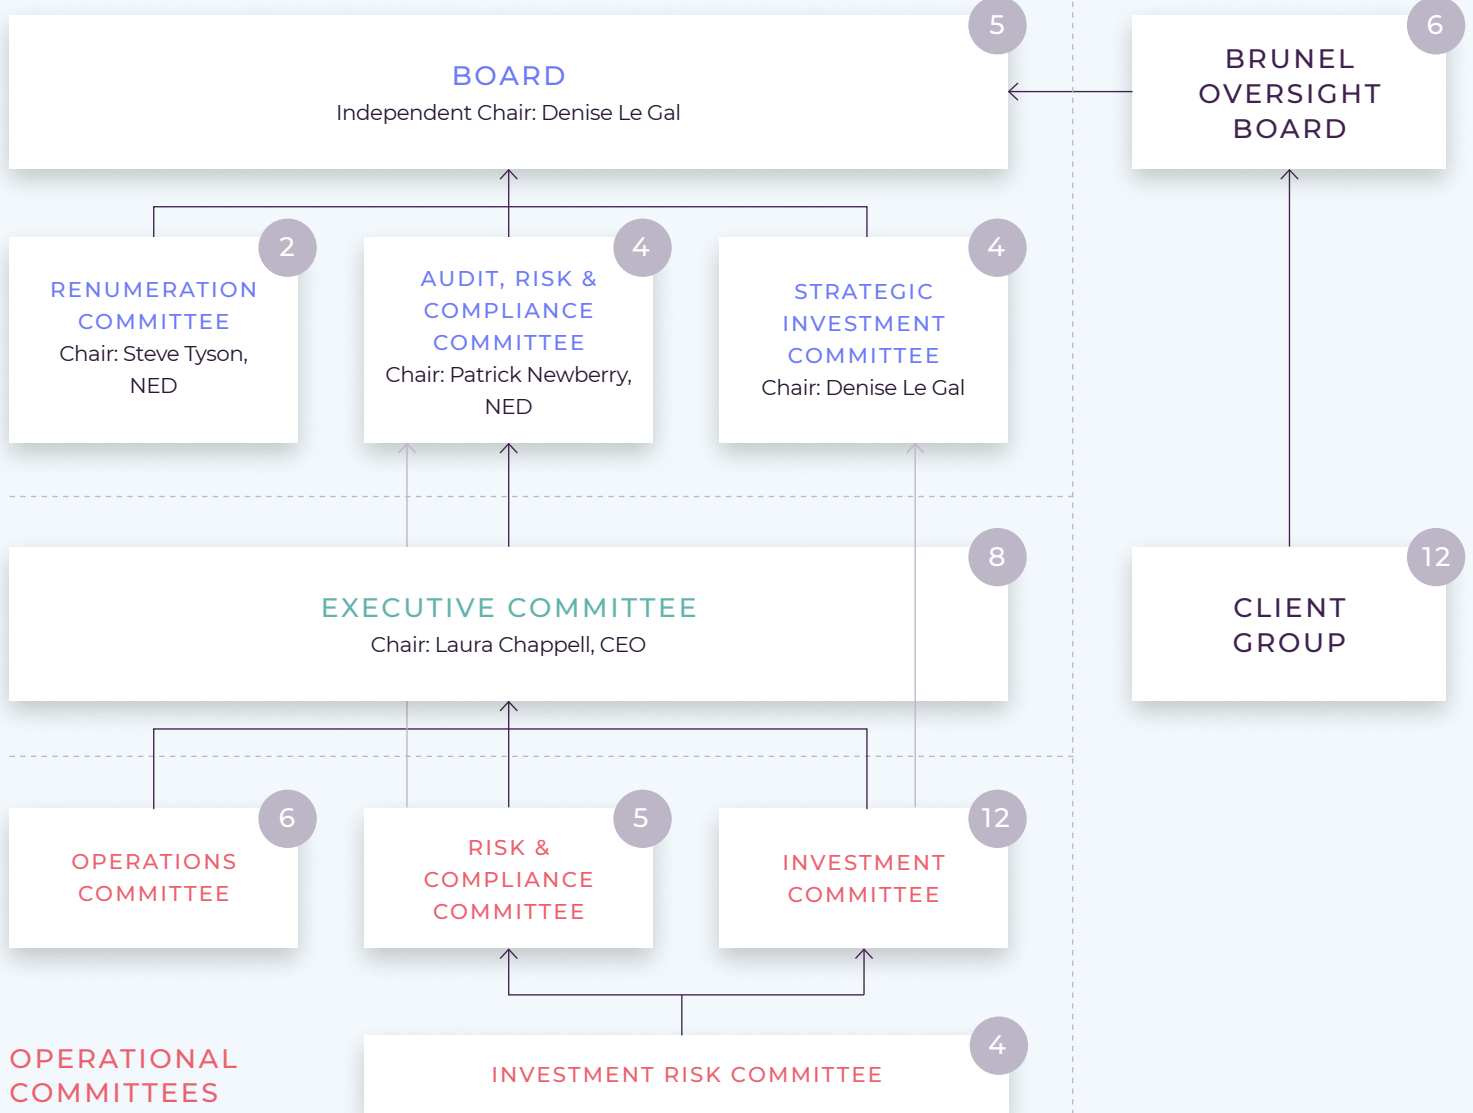 5
BOARD
Independent Chair: Denise Le Gal
6
BRUNEL
OVERSIGHT
BOARD
2
RENUMERATION
COMMITTEE
Chair: Steve Tyson,
NED
4
AUDIT, RISK &
COMPLIANCE
COMMITTEE
Chair: Patrick Newberry,
NED
4
STRATEGIC
INVESTMENT
COMMITTEE
Chair: Denise Le Gal
8
EXECUTIVE COMMITTEE
Chair: Laura Chappell, CEO
12
CLIENT
GROUP
6
OPERATIONS
COMMITTEE
5
RISK &
COMPLIANCE
COMMITTEE
12
INVESTMENT
COMMITTEE
OPERATIONAL
COMMITTEES
4
INVESTMENT RISK COMMITTEE